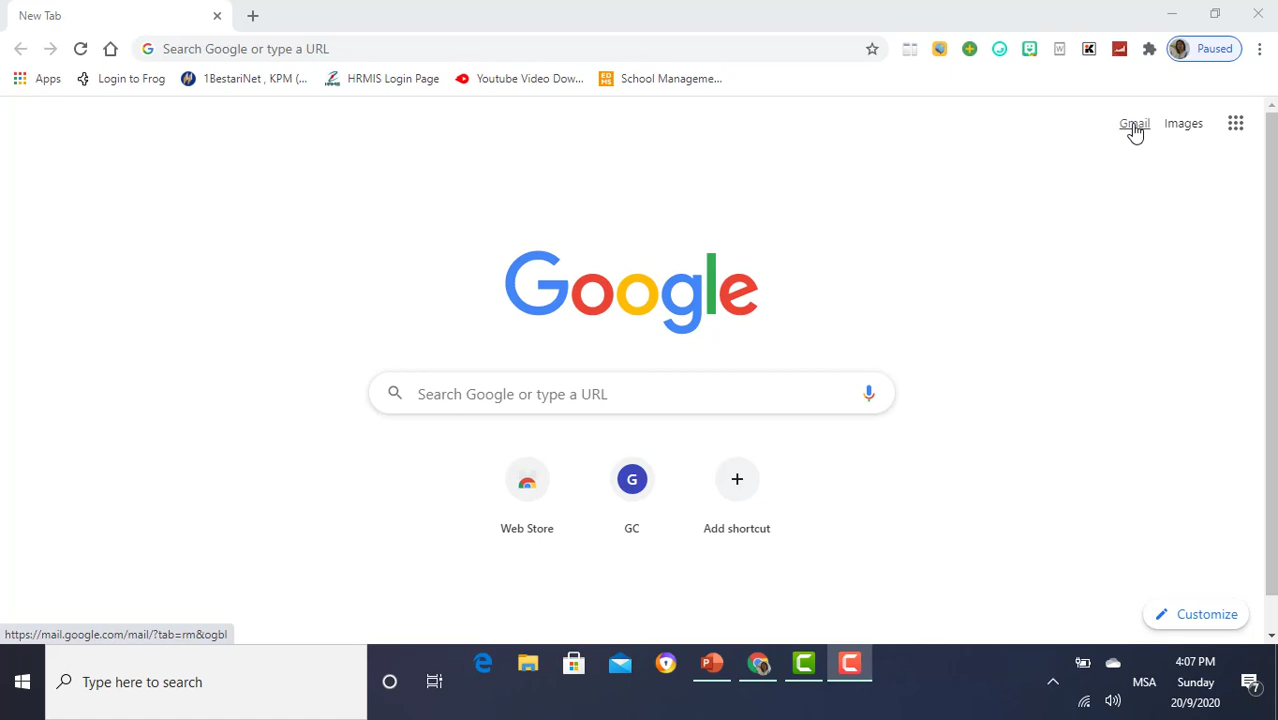 New Tab
Search Google or type a URL
Paused
Apps
Login to Frog
1BestariNet , KPM (...
HRMIS Login Page
Youtube Video Dow...
School Manageme...
Gmail
Images
Google
Search Google or type a URL
G
Web Store
GC
Add shortcut
Customize
https://mail.google.com/mail/?tab=rm&ogbl
Type here to search
MSA
4:07 PM
Sunday
20/9/2020
7